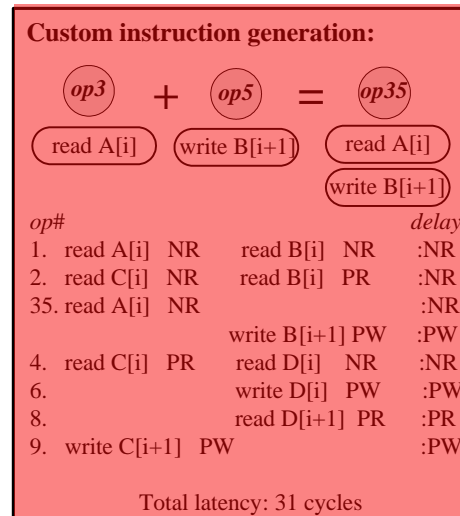 Custom instruction generation:
op3 + op5 = op35
read A[i] write B[i+1] read A[i]
write B[i+1]
op# delay
1. read A[i] NR read B[i] NR :NR
2. read C[i] NR read B[i] PR :NR
35. read A[i] NR :NR
write B[i+1] PW :PW
4. read C[i] PR read D[i] NR :NR
6. write D[i] PW :PW
8. read D[i+1] PR :PR
9. write C[i+1] PW :PW
Total latency: 31 cycles